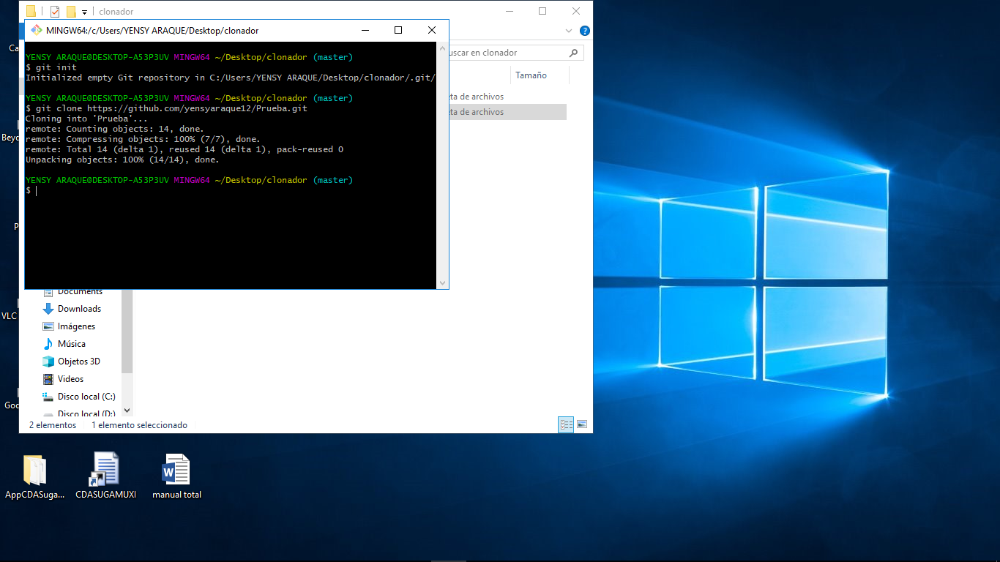 clonador
MINGW64:/c/Users/YENSY ARAQUE/Desktop/clonador
YENSY ARAQUE@DESKTOP-A53P3UV MINGW64 ~/Desktop/clonador (master)
$ git init
Initialized empty Git repository in C:/Users/YENSY ARAQUE/Desktop/clonador/.git/
YENSY ARAQUE@DESKTOP-A53P3UV MINGW64 ~/Desktop/clonador (master)
$ git clone https://github.com/yensyaraque12/Prueba.git
Cloning into 'Prueba'...
remote: Counting objects: 14, done.
remote: Compressing objects: 100% (7/7), done.
remote: Total 14 (delta 1), reused 14 (delta 1), pack-reused 0
Unpacking objects: 100% (14/14), done.
YENSY ARAQUE@DESKTOP-A53P3UV MINGW64 ~/Desktop/clonador (master)
$
uscar en clonador
Tamaño
ta de archivos
eta de archivos
Ca
Beyo
P
VLC
Goo
Documents
Downloads
Imágenes
Música
Objetos 3D
Videos
Disco local (C:)
Disco local (D:)
2 elementos
1 elemento seleccionado
AppCDASuga...
CDASUGAMUXI
manual total